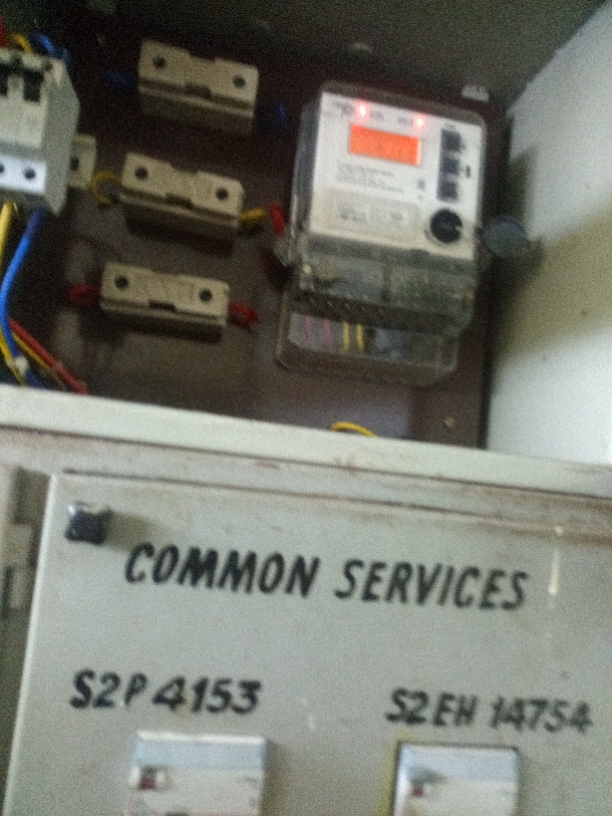 COMMON SERVICES
S2P 4153
S2EH 14754